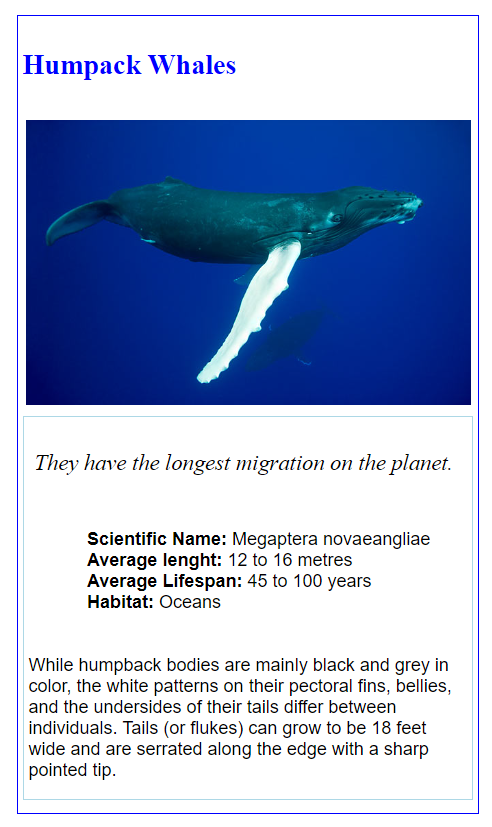 Humpack Whales
They have the longest migration on the planet.
Scientific Name: Megaptera novaeangliae
Average lenght: 12 to 16 metres
Average Lifespan: 45 to 100 years
Habitat: Oceans
While humpback bodies are mainly black and grey in
color, the white patterns on their pectoral fins, bellies,
and the undersides of their tails differ between
individuals. Tails (or flukes) can grow to be 18 feet
wide and are serrated along the edge with a sharp
pointed tip.